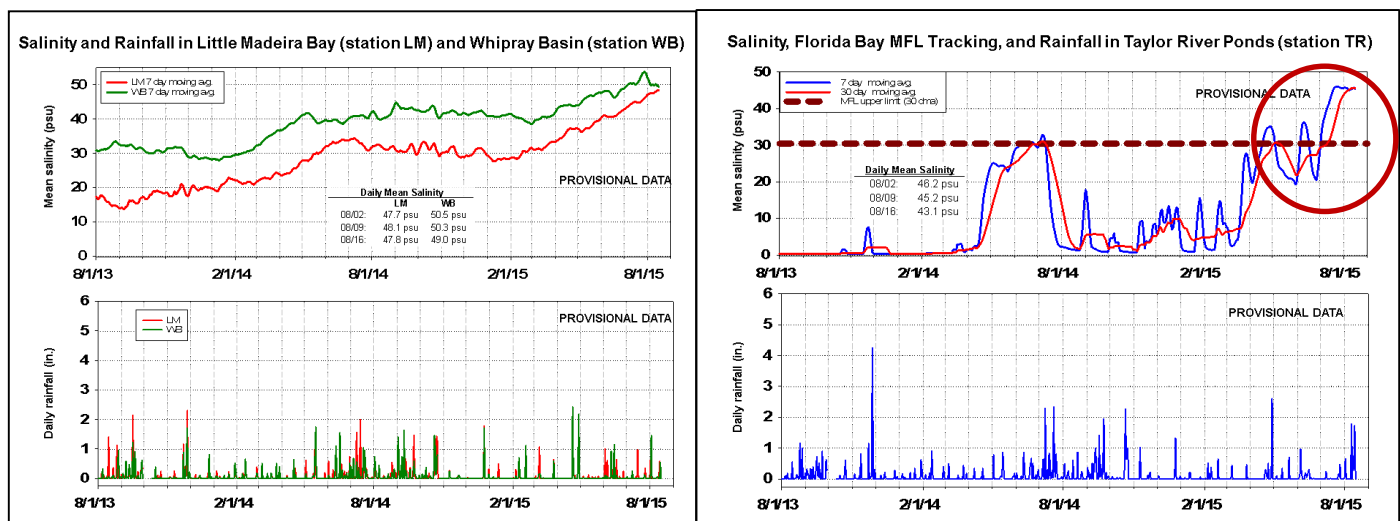 Salinity and Rainfall in Little Madeira Bay (station LM) and Whipray Basin (station WB)
50
40
30
20
10
0
Mean salinity (psu)
LM 7 day moving avg.
WB 7 day moving avg.
PROVISIONAL DATA
Daily Mean Salinity
LM WB
08/02: 47.7 psu 50.5 psu
08/09: 48.1 psu 50.3 psu
08/16: 47.8 psu 49.0 psu
8/1/13 2/1/14 8/1/14 2/1/15 8/1/15
6
5
4
3
2
1
0
Daily rainfall (in.)
LM
WB
PROVISIONAL DATA
8/1/13 2/1/14 8/1/14 2/1/15 8/1/15
Salinity, Florida Bay MFL Tracking, and Rainfall in Taylor River Ponds (station TR)
50
40
30
20
10
0
Mean salinity (psu)
7 day moving avg.
30 day moving avg.
MFL upper limit (30 dma)
PROVISIONAL DATA
Daily Mean Salinity
08/02: 46.2 psu
08/09: 45.2 psu
08/16: 43.1 psu
8/1/13 2/1/14 8/1/14 2/1/15 8/1/15
6
5
4
3
2
1
0
Daily rainfall (in.)
PROVISIONAL DATA
8/1/13 2/1/14 8/1/14 2/1/15 8/1/15